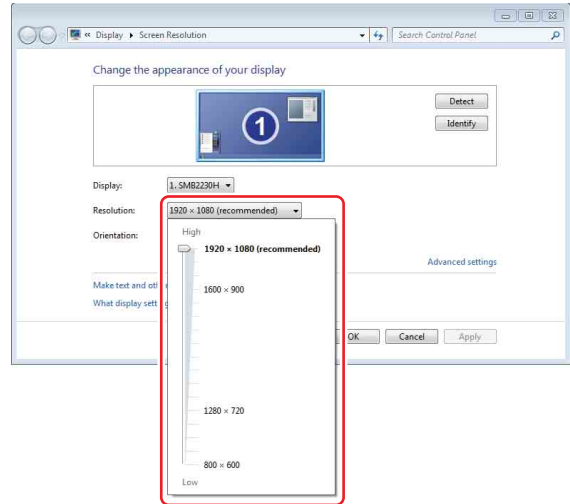 « Display ▸ Screen Resolution
Search Control Panel
Change the appearance of your display
1
Detect
Identify
Display: 1. SMB2230H
Resolution: 1920 × 1080 (recommended)
Orientation:
High
1920 × 1080 (recommended)
Advanced settings
Make text and oth
1600 × 900
What display sett
OK Cancel Apply
1280 × 720
800 × 600
Low